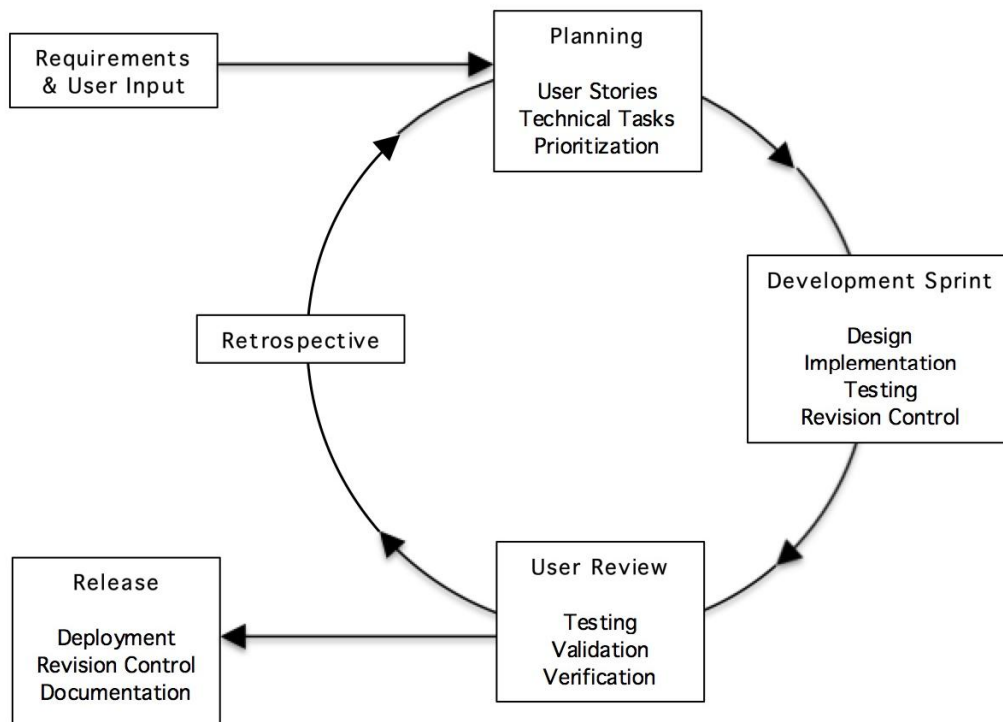 Requirements
& User Input
Planning
User Stories
Technical Tasks
Prioritization
Development Sprint
Design
Implementation
Testing
Revision Control
Retrospective
User Review
Testing
Validation
Verification
Release
Deployment
Revision Control
Documentation